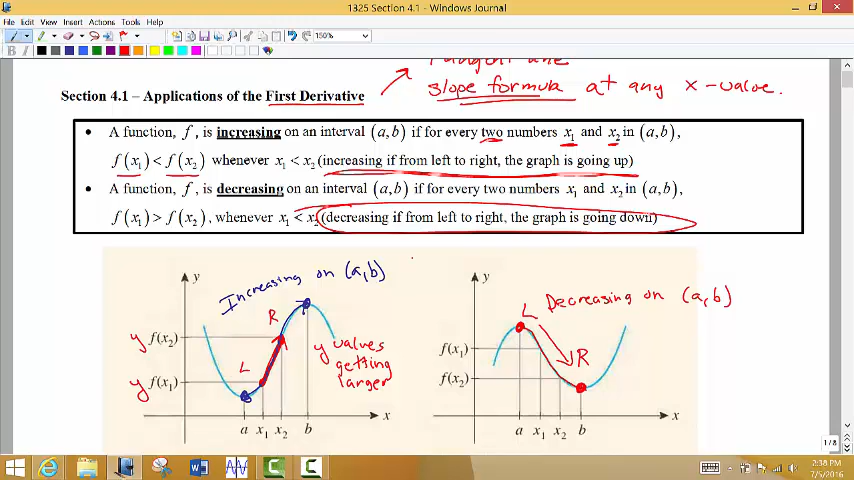 1325 Section 4.1 - Windows Journal
File Edit View Insert Actions Tools Help
150%
B I
slope formula at any x-value.
Section 4.1 – Applications of the First Derivative
• A function, f, is increasing on an interval (a,b) if for every two numbers x₁ and x₂ in (a,b),
f(x₁) < f(x₂) whenever x₁ < x₂ (increasing if from left to right, the graph is going up)
• A function, f, is decreasing on an interval (a,b) if for every two numbers x₁ and x₂ in (a,b),
f(x₁) > f(x₂), whenever x₁ < x₂ (decreasing if from left to right, the graph is going down)
y
Increasing on (a,b)
R
y f(x₂)
L
y f(x₁)
y values
getting
larger
x
a x₁ x₂ b
y
Decreasing on (a,b)
L
R
f(x₁)
f(x₂)
x
a x₁ x₂ b
1/8
2:38 PM
7/5/2016